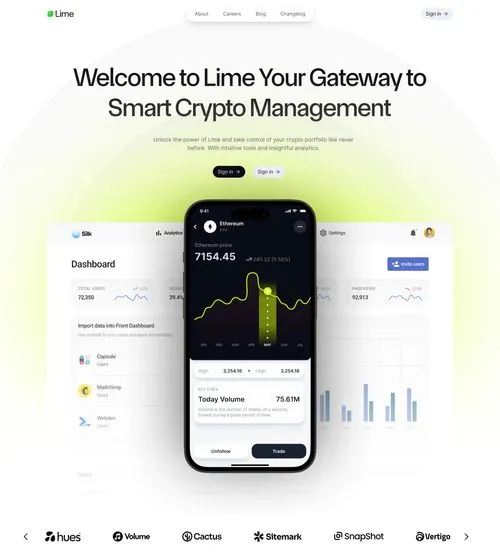 Lime
About Careers Blog Changelog
Sign in →
Welcome to Lime Your Gateway to
Smart Crypto Management
Unlock the power of Lime and take control of your crypto portfolio like never
before. With intuitive tools and insightful analytics.
Sign in → Sign in →
9:41
Silk
Analytics
Ethereum
ETH
Settings
Ethereum price
7154.45
241.22 (5.58%)
Dashboard
Invite users
TOTAL USERS
72,350
29.4%
PAGEVIEWS
92,913
Import data into Front Dashboard
JAN FEB MAR APR MAY JUN JUL
Capsule
Users
High 3,254.16 High 3,254.16
Mailchimp
Users
KEY STATS
Today Volume 75.61M
Volume is the number of shares of a security
traded during a given period of time.
Webdev
Users
Unfollow Trade
hues Volume Cactus Sitemark SnapShot Vertigo